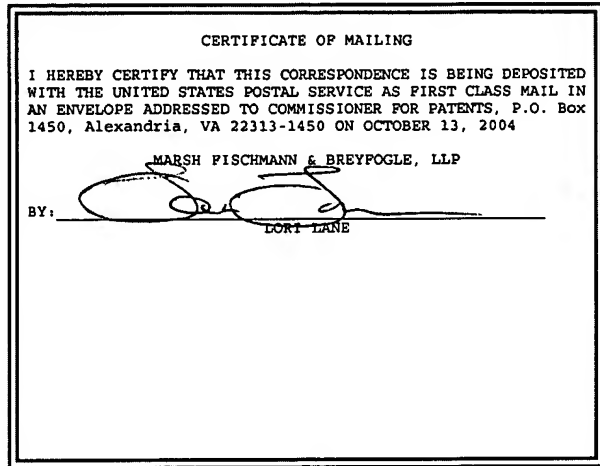 CERTIFICATE OF MAILING
I HEREBY CERTIFY THAT THIS CORRESPONDENCE IS BEING DEPOSITED
WITH THE UNITED STATES POSTAL SERVICE AS FIRST CLASS MAIL IN
AN ENVELOPE ADDRESSED TO COMMISSIONER FOR PATENTS, P.O. Box
1450, Alexandria, VA 22313-1450 ON OCTOBER 13, 2004
MARSH FISCHMANN & BREYFOGLE, LLP
BY:
LORI LANE